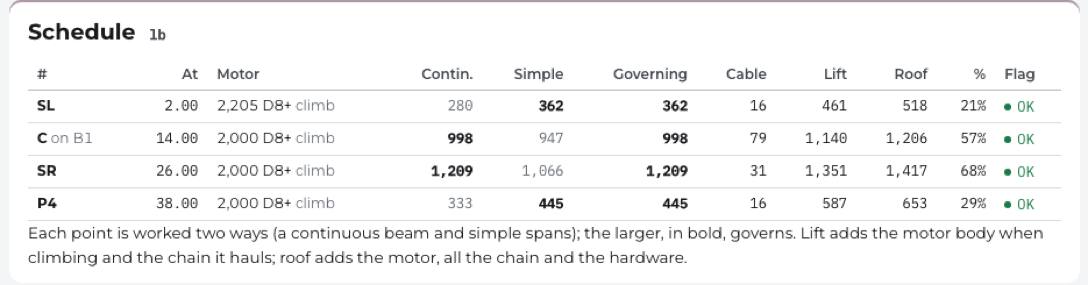 Schedule lb
# At Motor Contin. Simple Governing Cable Lift Roof % Flag
SL 2.00 2,205 D8+ climb 280 362 362 16 461 518 21% OK
C on B1 14.00 2,000 D8+ climb 998 947 998 79 1,140 1,206 57% OK
SR 26.00 2,000 D8+ climb 1,209 1,066 1,209 31 1,351 1,417 68% OK
P4 38.00 2,000 D8+ climb 333 445 445 16 587 653 29% OK
Each point is worked two ways (a continuous beam and simple spans); the larger, in bold, governs. Lift adds the motor body when
climbing and the chain it hauls; roof adds the motor, all the chain and the hardware.